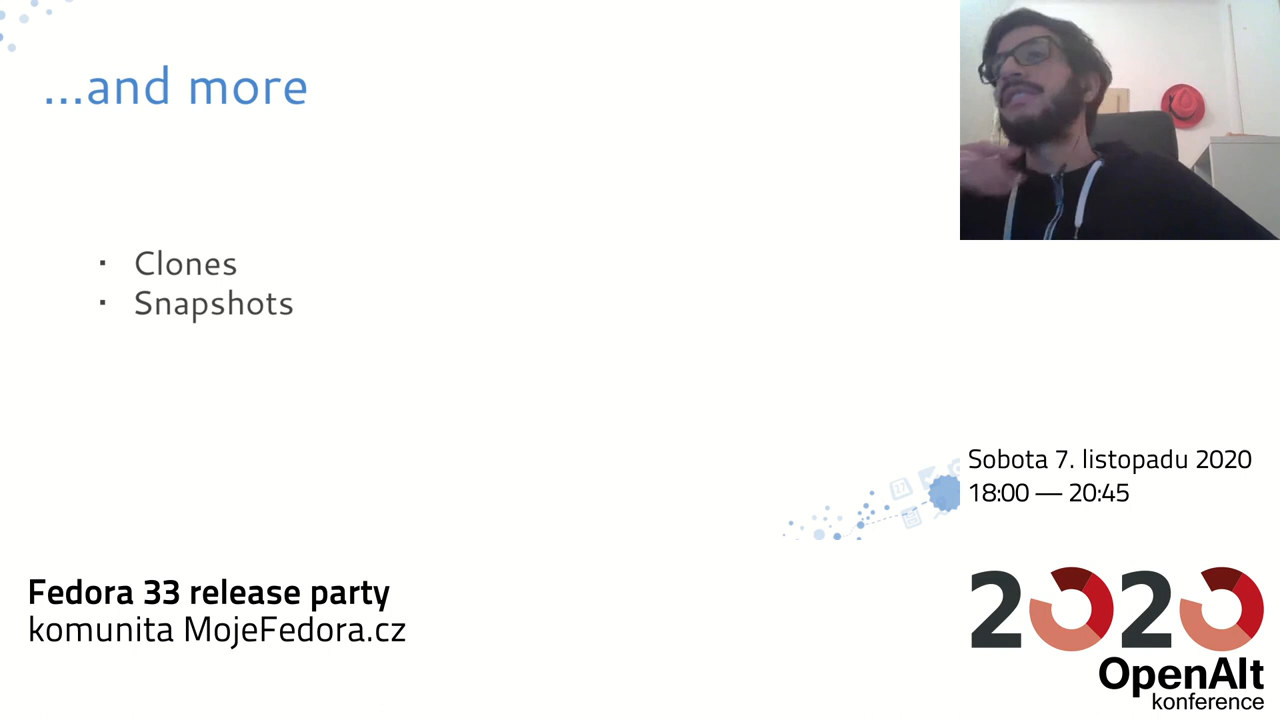 ...and more
Clones
Snapshots
Sobota 7. listopadu 2020
18:00 — 20:45
Fedora 33 release party
komunita MojeFedora.cz
2020
OpenAlt
konference